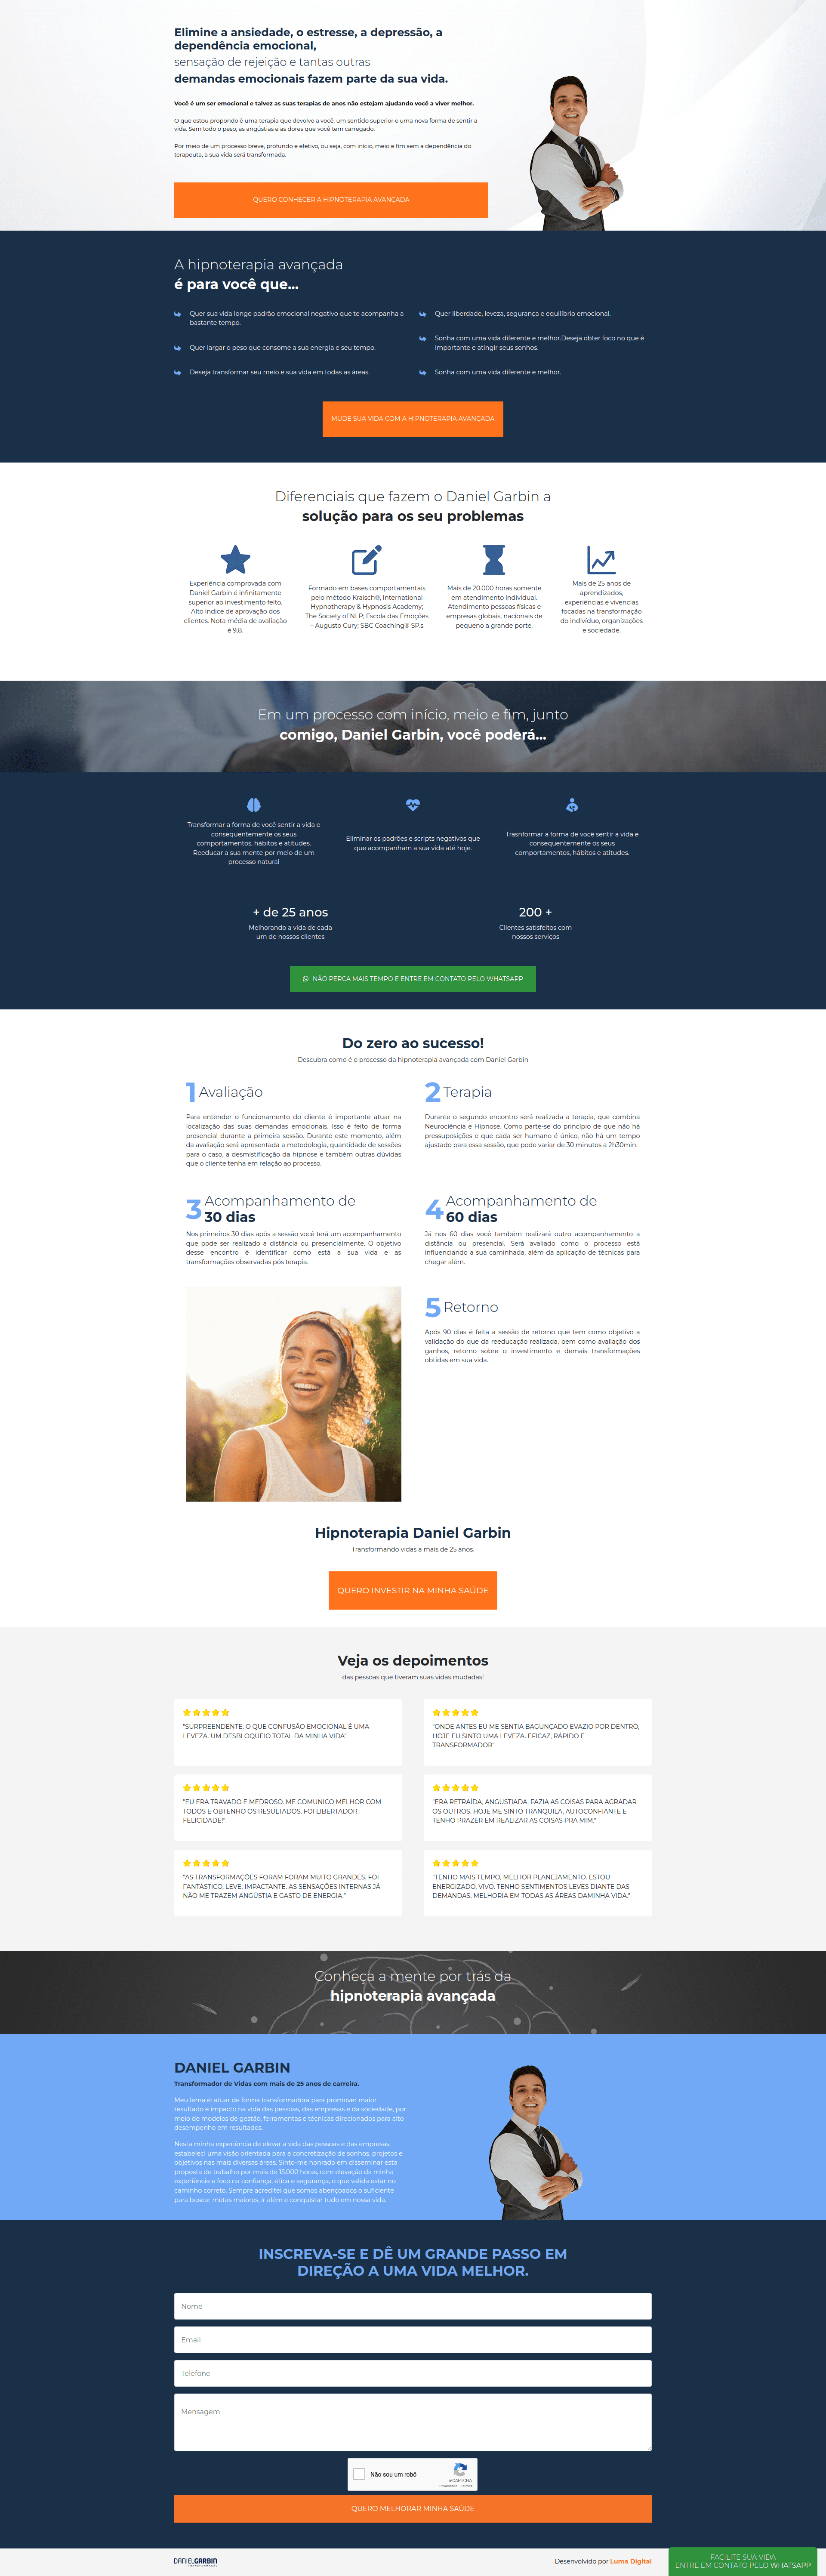 Elimine a ansiedade, o estresse, a depressão, a
dependência emocional,
sensação de rejeição e tantas outras
demandas emocionais fazem parte da sua vida.
Você é um ser emocional e talvez as suas terapias de anos não estejam ajudando você a viver melhor.
O que estou propondo é uma terapia que devolve a você, um sentido superior e uma nova forma de sentir a
vida. Sem todo o peso, as angústias e as dores que você tem carregado.
Por meio de um processo breve, profundo e efetivo, ou seja, com início, meio e fim sem a dependência do
terapeuta, a sua vida será transformada.
QUERO CONHECER A HIPNOTERAPIA AVANÇADA
A hipnoterapia avançada
é para você que...
Quer sua vida longe padrão emocional negativo que te acompanha a
bastante tempo.
Quer largar o peso que consome a sua energia e seu tempo.
Deseja transformar seu meio e sua vida em todas as áreas.
Quer liberdade, leveza, segurança e equilíbrio emocional.
Sonha com uma vida diferente e melhor.Deseja obter foco no que é
importante e atingir seus sonhos.
Sonha com uma vida diferente e melhor.
MUDE SUA VIDA COM A HIPNOTERAPIA AVANÇADA
Diferenciais que fazem o Daniel Garbin a
solução para os seu problemas
Experiência comprovada com
Daniel Garbin é infinitamente
superior ao investimento feito.
Alto índice de aprovação dos
clientes. Nota média de avaliação
é 9,8.
Formado em bases comportamentais
pelo método Kraisch®, International
Hypnotherapy & Hypnosis Academy;
The Society of NLP; Escola das Emoções
– Augusto Cury; SBC Coaching® SP.s
Mais de 20.000 horas somente
em atendimento individual.
Atendimento pessoas físicas e
empresas globais, nacionais de
pequeno a grande porte.
Mais de 25 anos de
aprendizados,
experiências e vivencias
focadas na transformação
do indivíduo, organizações
e sociedade.
Em um processo com início, meio e fim, junto
comigo, Daniel Garbin, você poderá...
Transformar a forma de você sentir a vida e
consequentemente os seus
comportamentos, hábitos e atitudes.
Reeducar a sua mente por meio de um
processo natural
Eliminar os padrões e scripts negativos que
que acompanham a sua vida até hoje.
Trasnformar a forma de você sentir a vida e
consequentemente os seus
comportamentos, hábitos e atitudes.
+ de 25 anos
Melhorando a vida de cada
um de nossos clientes
200 +
Clientes satisfeitos com
nossos serviços
NÃO PERCA MAIS TEMPO E ENTRE EM CONTATO PELO WHATSAPP
Do zero ao sucesso!
Descubra como é o processo da hipnoterapia avançada com Daniel Garbin
1 Avaliação
Para entender o funcionamento do cliente é importante atuar na
localização das suas demandas emocionais. Isso é feito de forma
presencial durante a primeira sessão. Durante este momento, além
da avaliação será apresentada a metodologia, quantidade de sessões
para o caso, a desmistificação da hipnose e também outras dúvidas
que o cliente tenha em relação ao processo.
2 Terapia
Durante o segundo encontro será realizada a terapia, que combina
Neurociência e Hipnose. Como parte-se do princípio de que não há
pressuposições e que cada ser humano é único, não há um tempo
ajustado para essa sessão, que pode variar de 30 minutos a 2h30min.
3 Acompanhamento de
30 dias
Nos primeiros 30 dias após a sessão você terá um acompanhamento
que pode ser realizado a distância ou presencialmente. O objetivo
desse encontro é identificar como está a sua vida e as
transformações observadas pós terapia.
4 Acompanhamento de
60 dias
Já nos 60 dias você também realizará outro acompanhamento a
distância ou presencial. Será avaliado como o processo está
influenciando a sua caminhada, além da aplicação de técnicas para
chegar além.
5 Retorno
Após 90 dias é feita a sessão de retorno que tem como objetivo a
validação do que da reeducação realizada, bem como avaliação dos
ganhos, retorno sobre o investimento e demais transformações
obtidas em sua vida.
Hipnoterapia Daniel Garbin
Transformando vidas a mais de 25 anos.
QUERO INVESTIR NA MINHA SAÚDE
Veja os depoimentos
das pessoas que tiveram suas vidas mudadas!
"SURPREENDENTE. O QUE CONFUSÃO EMOCIONAL É UMA
LEVEZA. UM DESBLOQUEIO TOTAL DA MINHA VIDA"
"ONDE ANTES EU ME SENTIA BAGUNÇADO EVAZIO POR DENTRO,
HOJE EU SINTO UMA LEVEZA. EFICAZ, RÁPIDO E
TRANSFORMADOR"
"EU ERA TRAVADO E MEDROSO. ME COMUNICO MELHOR COM
TODOS E OBTENHO OS RESULTADOS. FOI LIBERTADOR.
FELICIDADE!"
"ERA RETRAÍDA, ANGUSTIADA. FAZIA AS COISAS PARA AGRADAR
OS OUTROS. HOJE ME SINTO TRANQUILA, AUTOCONFIANTE E
TENHO PRAZER EM REALIZAR AS COISAS PRA MIM."
"AS TRANSFORMAÇÕES FORAM FORAM MUITO GRANDES. FOI
FANTÁSTICO, LEVE, IMPACTANTE. AS SENSAÇÕES INTERNAS JÁ
NÃO ME TRAZEM ANGÚSTIA E GASTO DE ENERGIA."
"TENHO MAIS TEMPO, MELHOR PLANEJAMENTO. ESTOU
ENERGIZADO, VIVO. TENHO SENTIMENTOS LEVES DIANTE DAS
DEMANDAS. MELHORIA EM TODAS AS ÁREAS DAMINHA VIDA."
Conheça a mente por trás da
hipnoterapia avançada
DANIEL GARBIN
Transformador de Vidas com mais de 25 anos de carreira.
Meu lema é: atuar de forma transformadora para promover maior
resultado e impacto na vida das pessoas, das empresas e da sociedade, por
meio de modelos de gestão, ferramentas e técnicas direcionados para alto
desempenho em resultados.
Nesta minha experiência de elevar a vida das pessoas e das empresas,
estabeleci uma visão orientada para a concretização de sonhos, projetos e
objetivos nas mais diversas áreas. Sinto-me honrado em disseminar esta
proposta de trabalho por mais de 15.000 horas, com elevação da minha
experiência e foco na confiança, ética e segurança, o que valida estar no
caminho correto. Sempre acreditei que somos abençoados o suficiente
para buscar metas maiores, ir além e conquistar tudo em nossa vida.
INSCREVA-SE E DÊ UM GRANDE PASSO EM
DIREÇÃO A UMA VIDA MELHOR.
Nome
Email
Telefone
Mensagem
Não sou um robô
reCAPTCHA
Privacidade - Termos
QUERO MELHORAR MINHA SAÚDE
DANIELGARBIN
Desenvolvido por Luma Digital
FACILITE SUA VIDA
ENTRE EM CONTATO PELO WHATSAPP